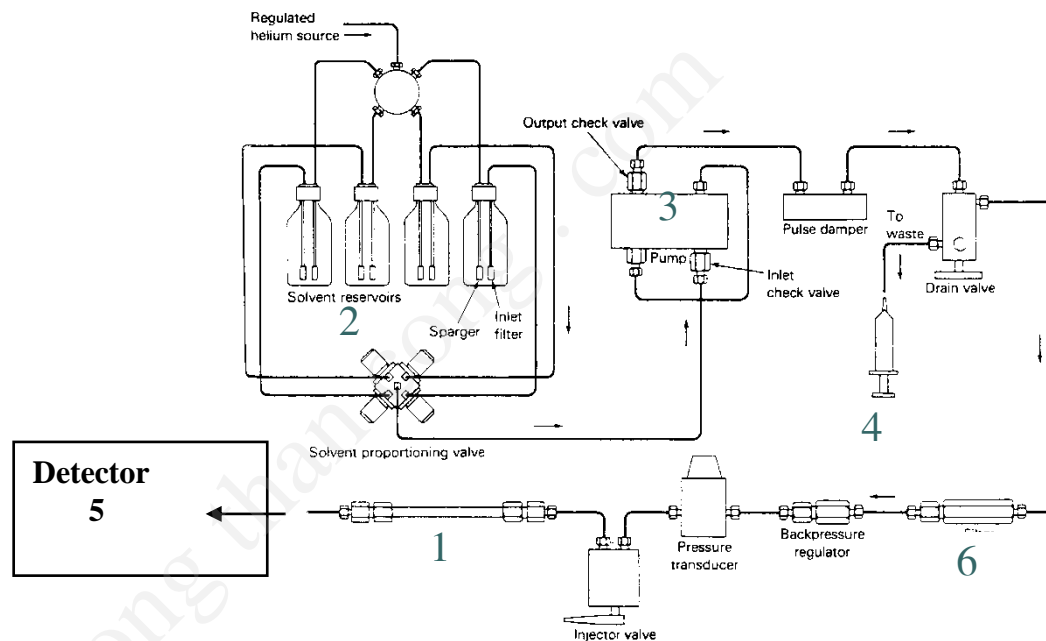 Regulated
helium source
Output check valve
3
Pulse damper
To
waste
Drain valve
Pump
Inlet
check valve
Solvent reservoirs
2
Sparger
Inlet
filter
4
Solvent proportioning valve
Detector
5
1
Pressure
transducer
Backpressure
regulator
6
Injector valve